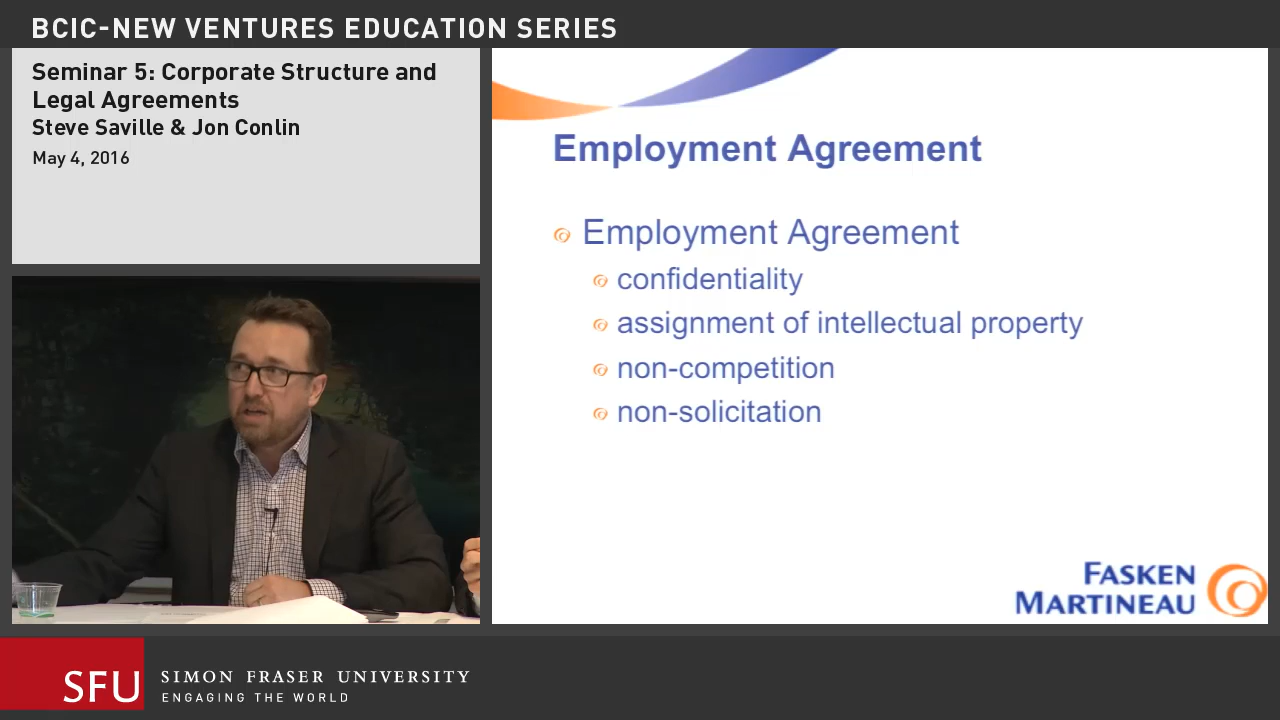 BCIC-NEW VENTURES EDUCATION SERIES
Seminar 5: Corporate Structure and
Legal Agreements
Steve Saville & Jon Conlin
May 4, 2016
Employment Agreement
Employment Agreement
confidentiality
assignment of intellectual property
non-competition
non-solicitation
FASKEN
MARTINEAU
SFU
SIMON FRASER UNIVERSITY
ENGAGING THE WORLD